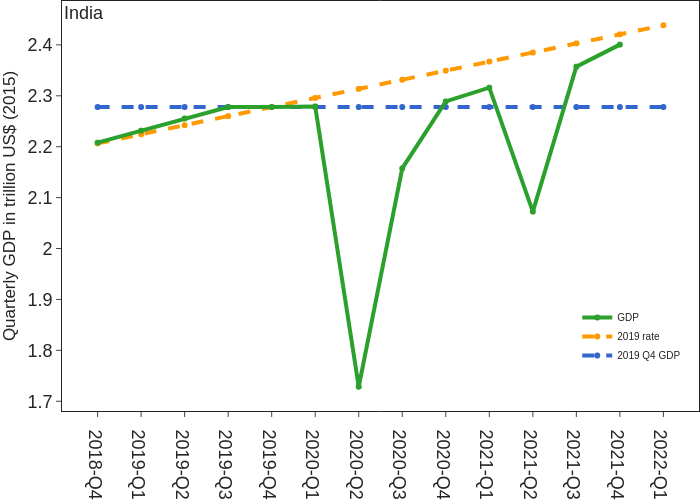 India
Quarterly GDP in trillion US$ (2015)
2.4
2.3
2.2
2.1
2
1.9
1.8
1.7
GDP
2019 rate
2019 Q4 GDP
2018-Q4
2019-Q1
2019-Q2
2019-Q3
2019-Q4
2020-Q1
2020-Q2
2020-Q3
2020-Q4
2021-Q1
2021-Q2
2021-Q3
2021-Q4
2022-Q1